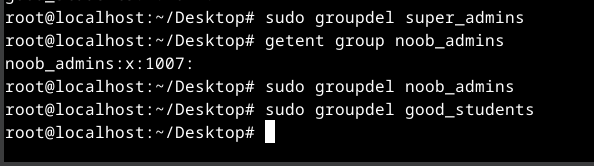 root@localhost:~/Desktop# sudo groupdel super_admins
root@localhost:~/Desktop# getent group noob_admins
noob_admins:x:1007:
root@localhost:~/Desktop# sudo groupdel noob_admins
root@localhost:~/Desktop# sudo groupdel good_students
root@localhost:~/Desktop#